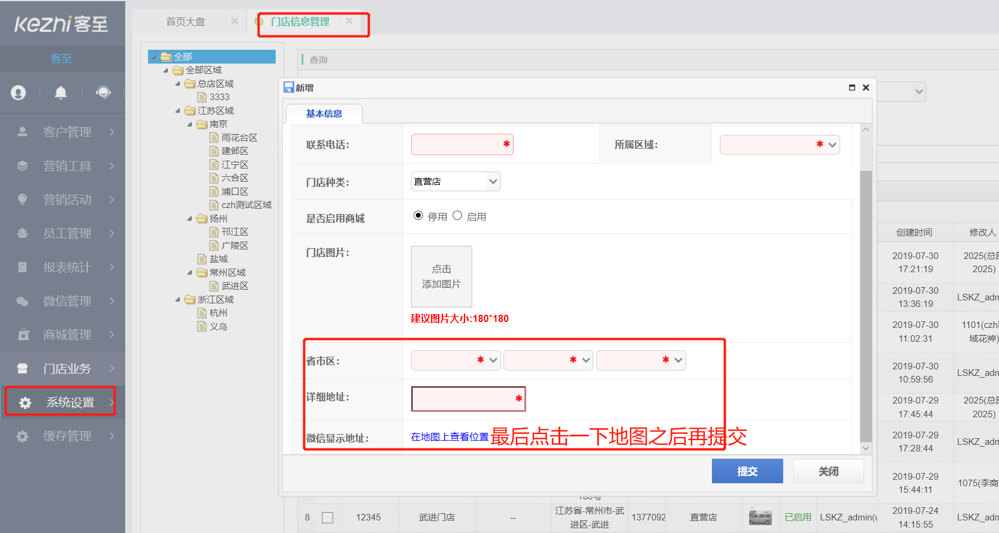 kezhi客至
客至
客户管理
营销工具
营销活动
员工管理
报表统计
微信管理
商城管理
门店业务
系统设置
缓存管理
首页大盘
门店信息管理
全部
全部区域
总店区域
3333
江苏区域
南京
雨花台区
建邺区
江宁区
六合区
浦口区
czh测试区域
扬州
邗江区
广陵区
盐城
常州区域
武进区
浙江区域
杭州
义乌
查询
新增
基本信息
联系电话: * 所属区域: *
门店种类: 直营店
是否启用商城 停用 启用
门店图片:
点击
添加图片
建议图片大小:180*180
省市区: * * *
详细地址: *
微信显示地址: 在地图上查看位置 最后点击一下地图之后再提交
提交 关闭
创建时间 修改人
2019-07-30 2025(总
17:21:19 2025)
2019-07-30
13:36:19 LSKZ_adm
2019-07-30 1101(czh
11:02:31 域花神)
2019-07-30
10:59:56 LSKZ_adm
2019-07-29 2025(总
17:45:44 2025)
2019-07-29
17:28:44 LSKZ_adm
2019-07-29
15:44:11 1075(李商
8 12345 武进门店 -- 江苏省-常州市-武 1377092 直营店 已启用 LSKZ_admin( 2019-07-24 LSKZ_adm
进区-武进 14:15:55